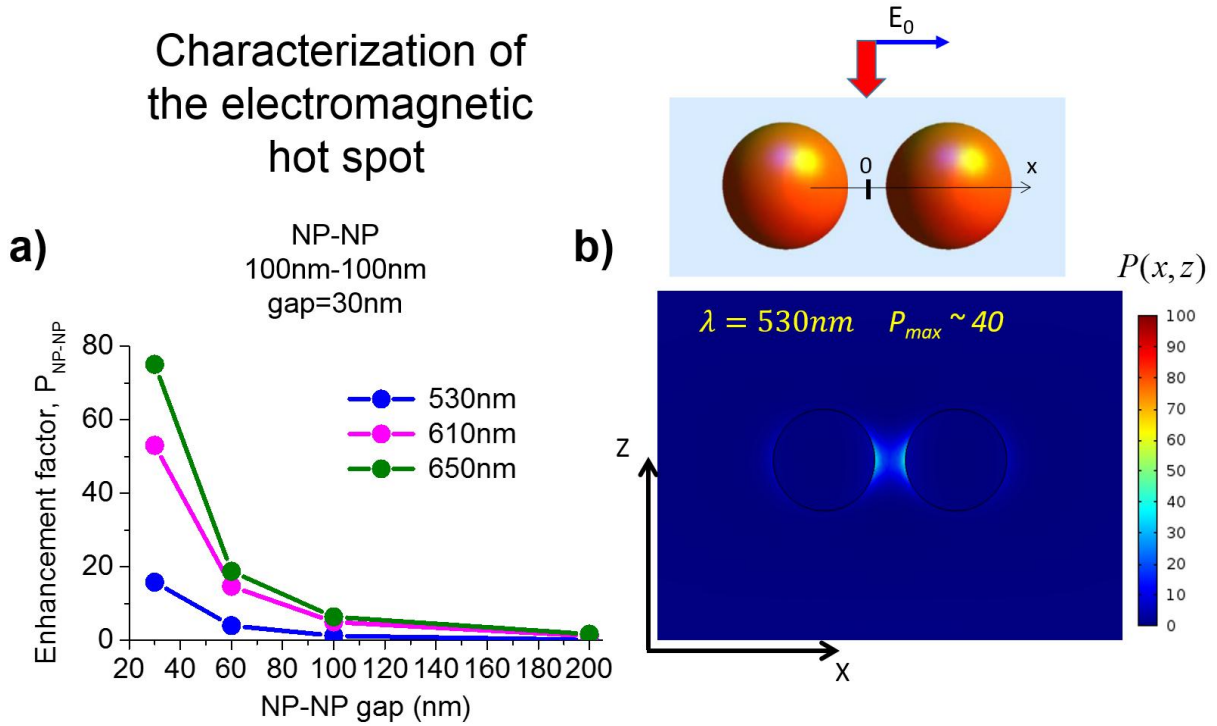 Characterization of
the electromagnetic
hot spot
a)
NP-NP
100nm-100nm
gap=30nm
Enhancement factor, P_NP-NP
80
60
40
20
0
530nm
610nm
650nm
20 40 60 80 100 120 140 160 180 200
NP-NP gap (nm)
b)
E₀
0
x
P(x,z)
λ = 530nm P_max ~ 40
100
90
80
70
60
50
40
30
20
10
0
Z
X